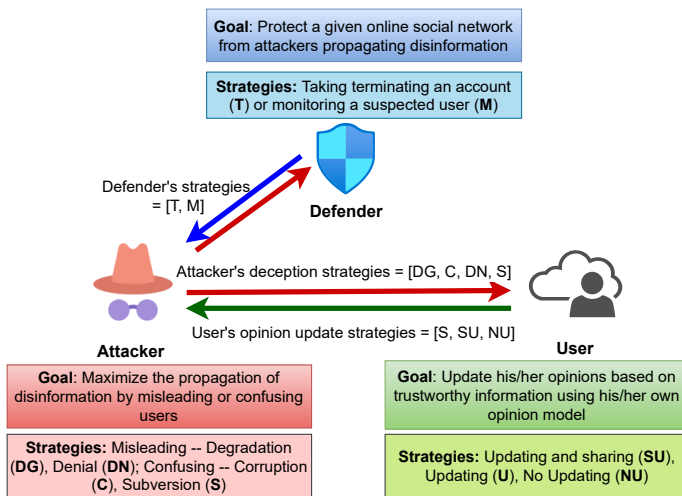 Goal: Protect a given online social network
from attackers propagating disinformation
Strategies: Taking terminating an account
(T) or monitoring a suspected user (M)
Defender's strategies
= [T, M]
Defender
Attacker's deception strategies = [DG, C, DN, S]
User's opinion update strategies = [S, SU, NU]
Attacker
User
Goal: Maximize the propagation of
disinformation by misleading or confusing
users
Strategies: Misleading -- Degradation
(DG), Denial (DN); Confusing -- Corruption
(C), Subversion (S)
Goal: Update his/her opinions based on
trustworthy information using his/her own
opinion model
Strategies: Updating and sharing (SU),
Updating (U), No Updating (NU)